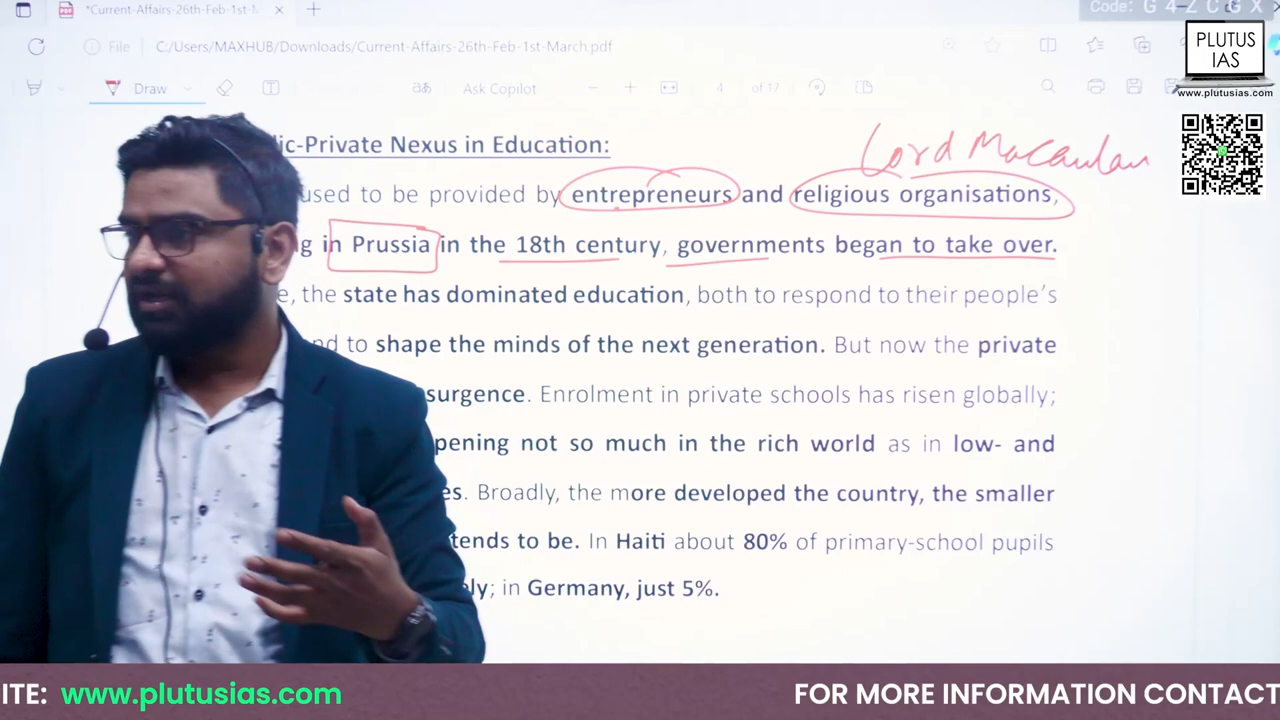 *Current-Affairs-26th-Feb-1st-M
Code: G 4 Z C G X
File C:/Users/MAXHUB/Downloads/Current-Affairs-26th-Feb-1st-March.pdf
PLUTUS
IAS
www.plutusias.com
Draw Ask Copilot 4 of 17
lic-Private Nexus in Education:
Lord Macaulay
used to be provided by entrepreneurs and religious organisations,
ng in Prussia in the 18th century, governments began to take over.
e, the state has dominated education, both to respond to their people's
nd to shape the minds of the next generation. But now the private
surgence. Enrolment in private schools has risen globally;
pening not so much in the rich world as in low- and
es. Broadly, the more developed the country, the smaller
tends to be. In Haiti about 80% of primary-school pupils
ly; in Germany, just 5%.
ITE: www.plutusias.com FOR MORE INFORMATION CONTACT